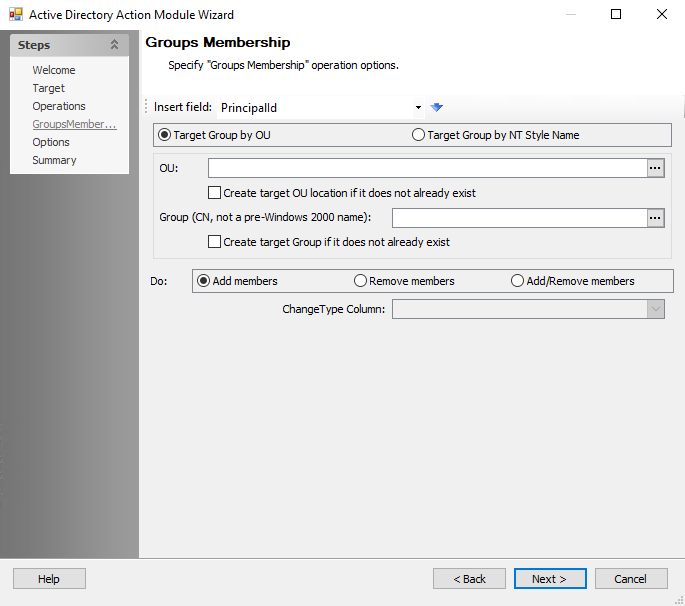 Active Directory Action Module Wizard
Steps
Welcome
Target
Operations
GroupsMember...
Options
Summary
Groups Membership
Specify "Groups Membership" operation options.
Insert field: PrincipalId
Target Group by OU Target Group by NT Style Name
OU: ...
Create target OU location if it does not already exist
Group (CN, not a pre-Windows 2000 name): ...
Create target Group if it does not already exist
Do: Add members Remove members Add/Remove members
ChangeType Column:
Help < Back Next > Cancel